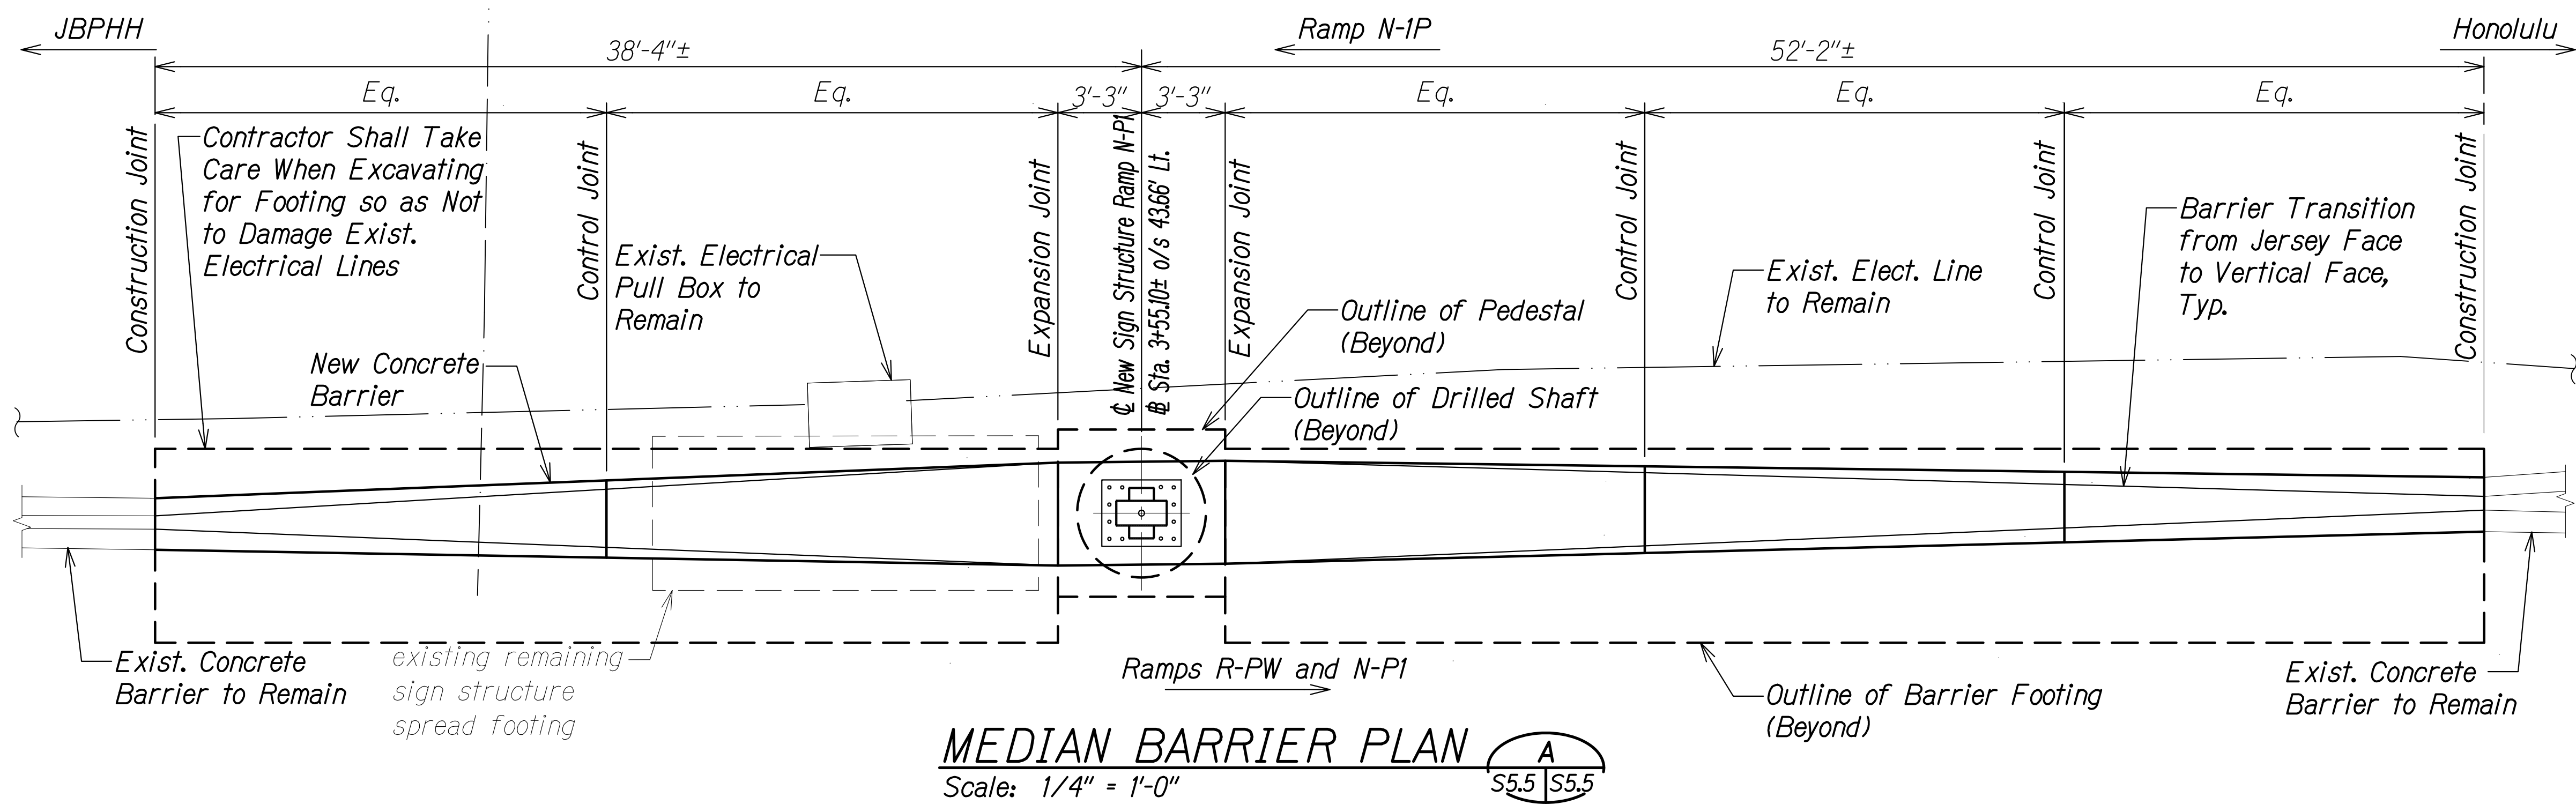 JBPHH
Ramp N-1P
Honolulu
38'-4"±
52'-2"±
Eq.
Eq.
3'-3"
3'-3"
Eq.
Eq.
Eq.
Construction Joint
Contractor Shall Take
Care When Excavating
for Footing so as Not
to Damage Exist.
Electrical Lines
Control Joint
Exist. Electrical
Pull Box to
Remain
New Concrete
Barrier
Expansion Joint
℄ New Sign Structure Ramp N-P1
Sta. 3+55.10± o/s 43.66' Lt.
Expansion Joint
Outline of Pedestal
(Beyond)
Outline of Drilled Shaft
(Beyond)
Control Joint
Exist. Elect. Line
to Remain
Control Joint
Barrier Transition
from Jersey Face
to Vertical Face,
Typ.
Construction Joint
Exist. Concrete
Barrier to Remain
existing remaining
sign structure
spread footing
Ramps R-PW and N-P1
Outline of Barrier Footing
(Beyond)
Exist. Concrete
Barrier to Remain
MEDIAN BARRIER PLAN
A
S5.5 S5.5
Scale: 1/4" = 1'-0"